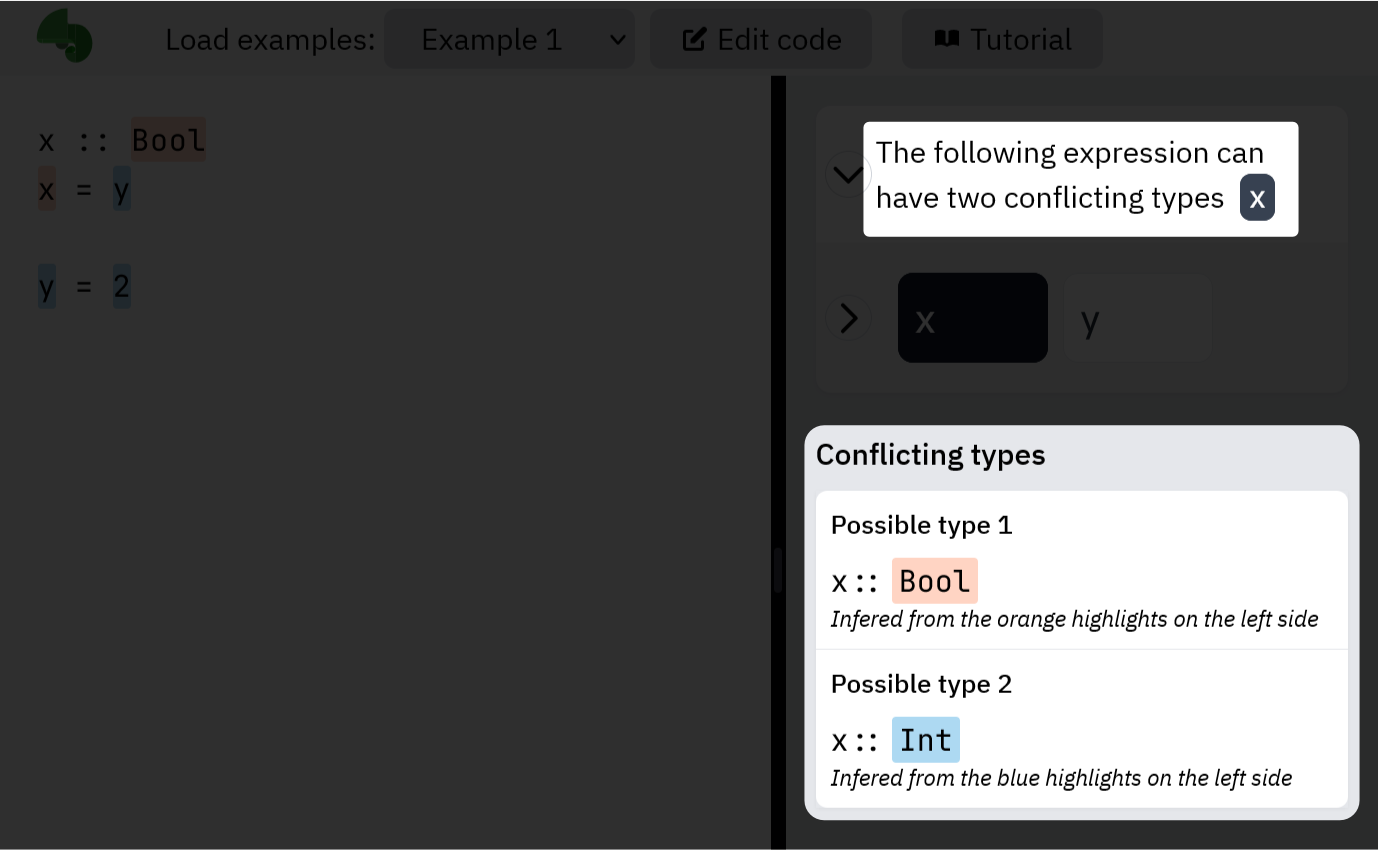 Load examples: Example 1 Edit code Tutorial
x :: Bool
x = y
y = 2
The following expression can
have two conflicting types x
x y
Conflicting types
Possible type 1
x :: Bool
Infered from the orange highlights on the left side
Possible type 2
x :: Int
Infered from the blue highlights on the left side